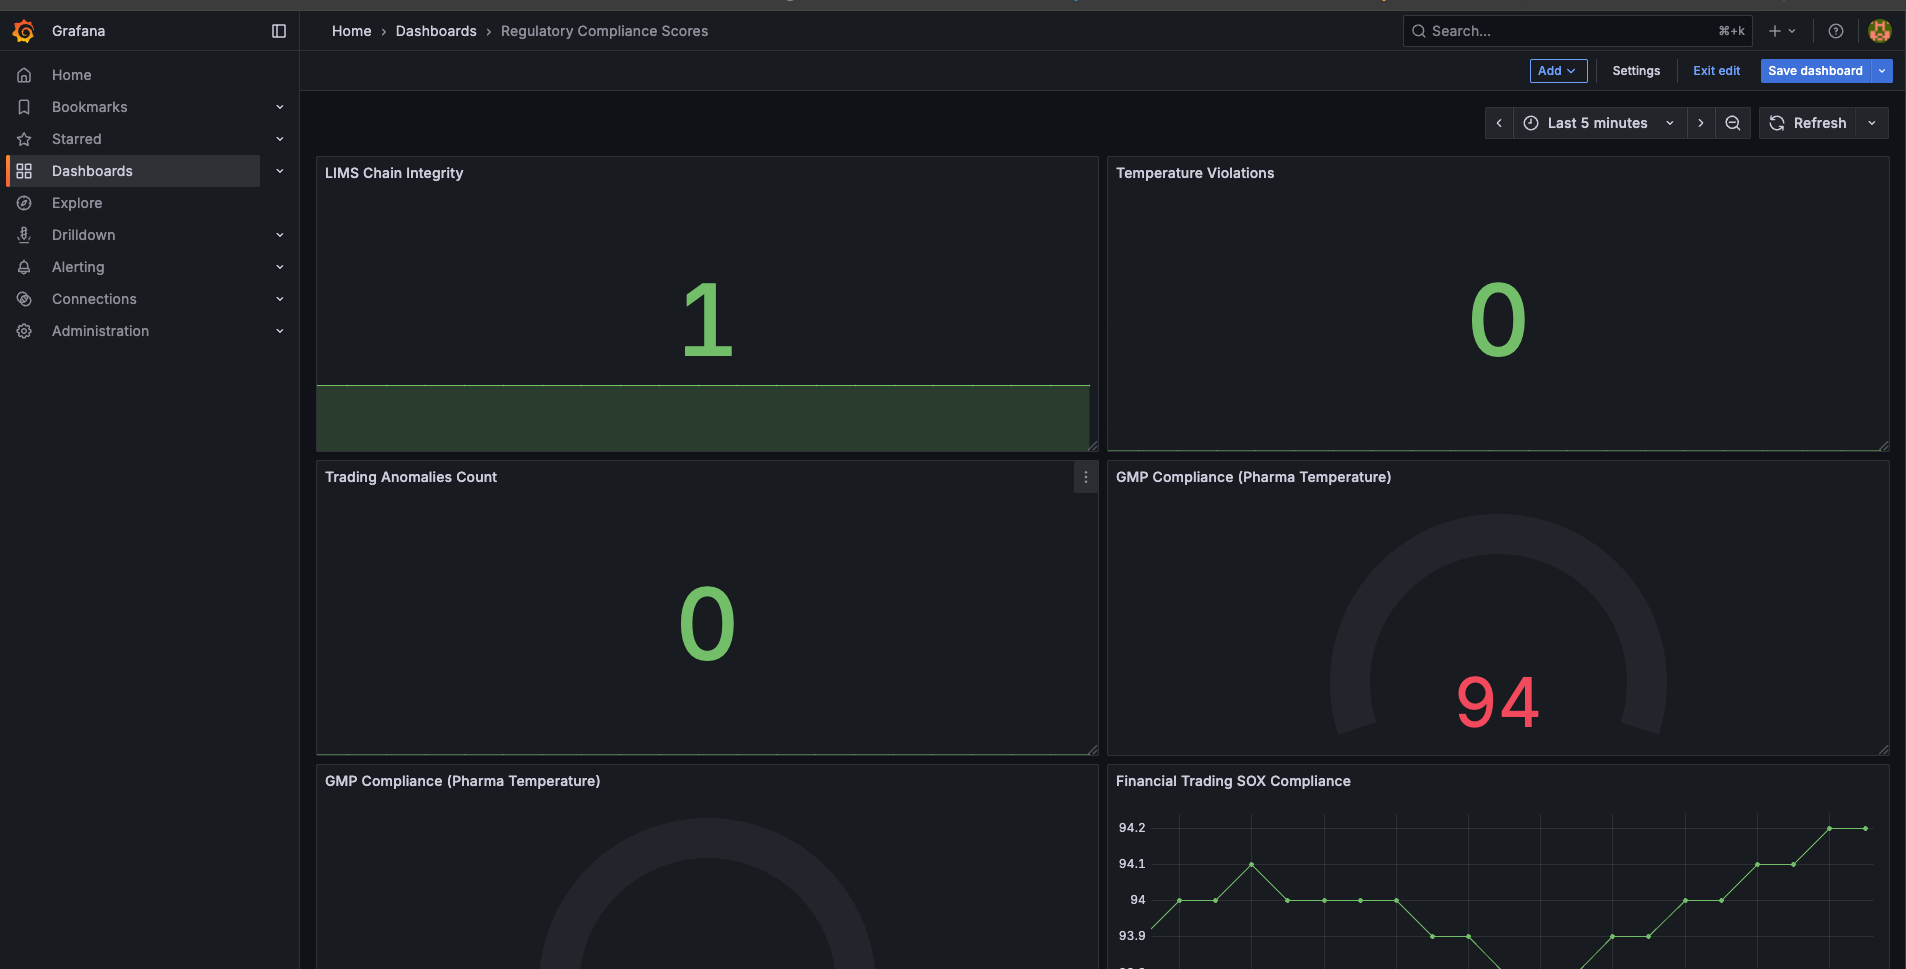 Grafana
Home › Dashboards › Regulatory Compliance Scores
Search...
⌘+k
Home
Bookmarks
Starred
Dashboards
Explore
Drilldown
Alerting
Connections
Administration
Add
Settings
Exit edit
Save dashboard
Last 5 minutes
Refresh
LIMS Chain Integrity
1
Temperature Violations
0
Trading Anomalies Count
0
GMP Compliance (Pharma Temperature)
94
GMP Compliance (Pharma Temperature)
Financial Trading SOX Compliance
94.2
94.1
94
93.9